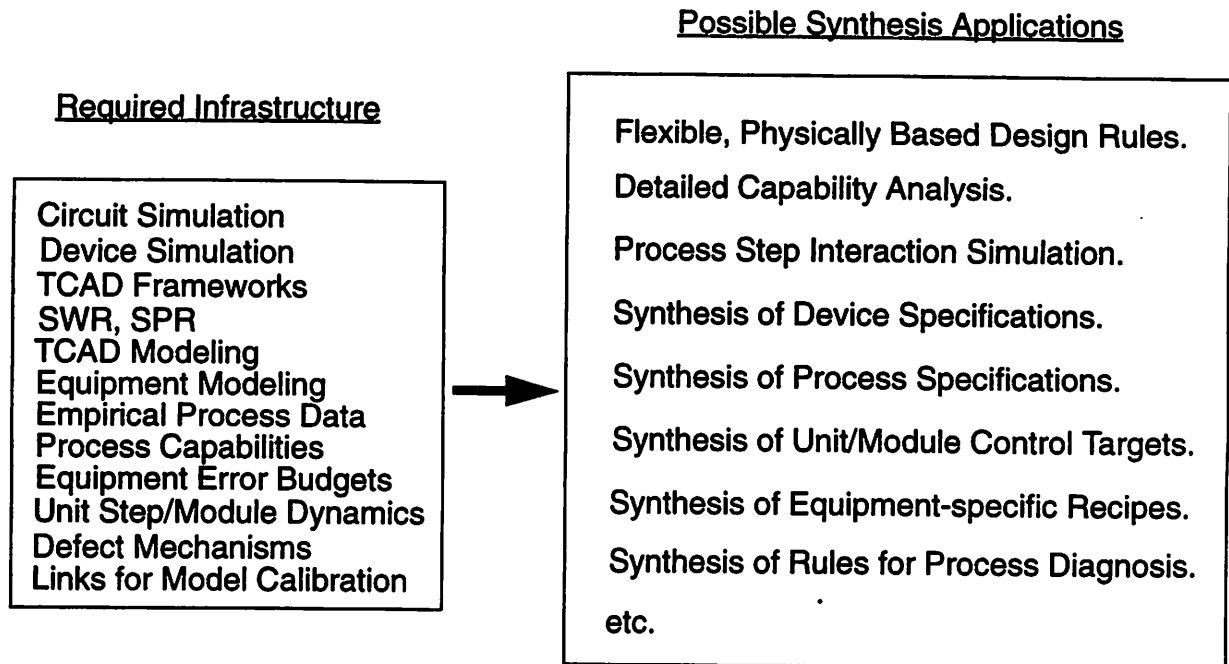 Possible Synthesis Applications
Required Infrastructure
Circuit Simulation
Device Simulation
TCAD Frameworks
SWR, SPR
TCAD Modeling
Equipment Modeling
Empirical Process Data
Process Capabilities
Equipment Error Budgets
Unit Step/Module Dynamics
Defect Mechanisms
Links for Model Calibration
Flexible, Physically Based Design Rules.
Detailed Capability Analysis.
Process Step Interaction Simulation.
Synthesis of Device Specifications.
Synthesis of Process Specifications.
Synthesis of Unit/Module Control Targets.
Synthesis of Equipment-specific Recipes.
Synthesis of Rules for Process Diagnosis.
etc.